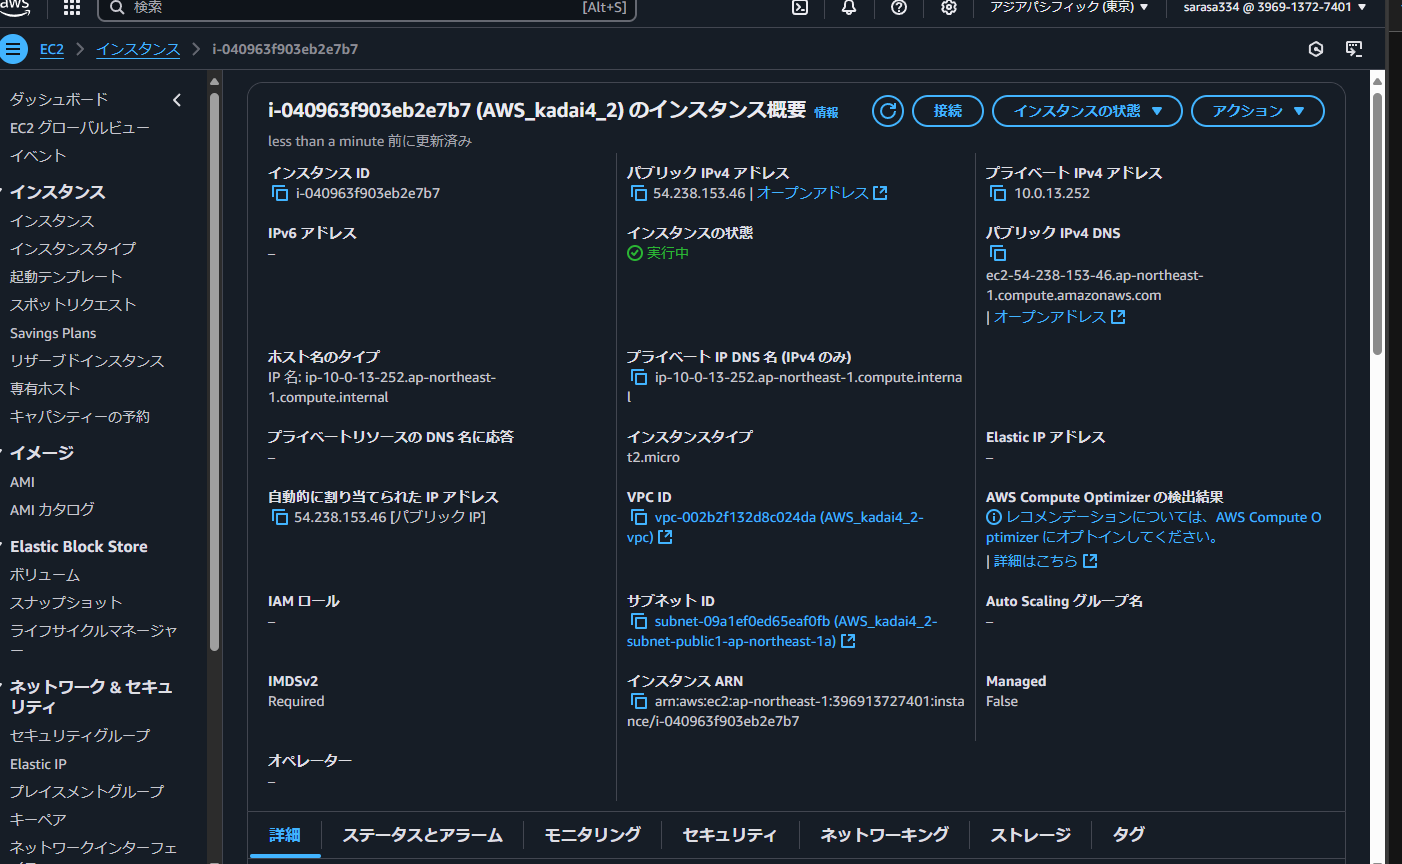 aws
検索
[Alt+S]
アジアパシフィック (東京) ▼
sarasa334 @ 3969-1372-7401 ▼
EC2 > インスタンス > i-040963f903eb2e7b7
ダッシュボード
EC2 グローバルビュー
イベント
インスタンス
インスタンス
インスタンスタイプ
起動テンプレート
スポットリクエスト
Savings Plans
リザーブドインスタンス
専有ホスト
キャパシティーの予約
イメージ
AMI
AMI カタログ
Elastic Block Store
ボリューム
スナップショット
ライフサイクルマネージャ
ー
ネットワーク & セキュ
リティ
セキュリティグループ
Elastic IP
プレイスメントグループ
キーペア
ネットワークインターフェ
i-040963f903eb2e7b7 (AWS_kadai4_2) のインスタンス概要 情報
接続
インスタンスの状態 ▼
アクション ▼
less than a minute 前に更新済み
インスタンス ID
i-040963f903eb2e7b7
パブリック IPv4 アドレス
54.238.153.46 | オープンアドレス
プライベート IPv4 アドレス
10.0.13.252
IPv6 アドレス
–
インスタンスの状態
実行中
パブリック IPv4 DNS
ec2-54-238-153-46.ap-northeast-
1.compute.amazonaws.com
| オープンアドレス
ホスト名のタイプ
IP 名: ip-10-0-13-252.ap-northeast-
1.compute.internal
プライベート IP DNS 名 (IPv4 のみ)
ip-10-0-13-252.ap-northeast-1.compute.interna
l
プライベートリソースの DNS 名に応答
–
インスタンスタイプ
t2.micro
Elastic IP アドレス
–
自動的に割り当てられた IP アドレス
54.238.153.46 [パブリック IP]
VPC ID
vpc-002b2f132d8c024da (AWS_kadai4_2-
vpc)
AWS Compute Optimizer の検出結果
レコメンデーションについては、AWS Compute O
ptimizer にオプトインしてください。
| 詳細はこちら
IAM ロール
–
サブネット ID
subnet-09a1ef0ed65eaf0fb (AWS_kadai4_2-
subnet-public1-ap-northeast-1a)
Auto Scaling グループ名
–
IMDSv2
Required
インスタンス ARN
arn:aws:ec2:ap-northeast-1:396913727401:insta
nce/i-040963f903eb2e7b7
Managed
False
オペレーター
–
詳細
ステータスとアラーム
モニタリング
セキュリティ
ネットワーキング
ストレージ
タグ